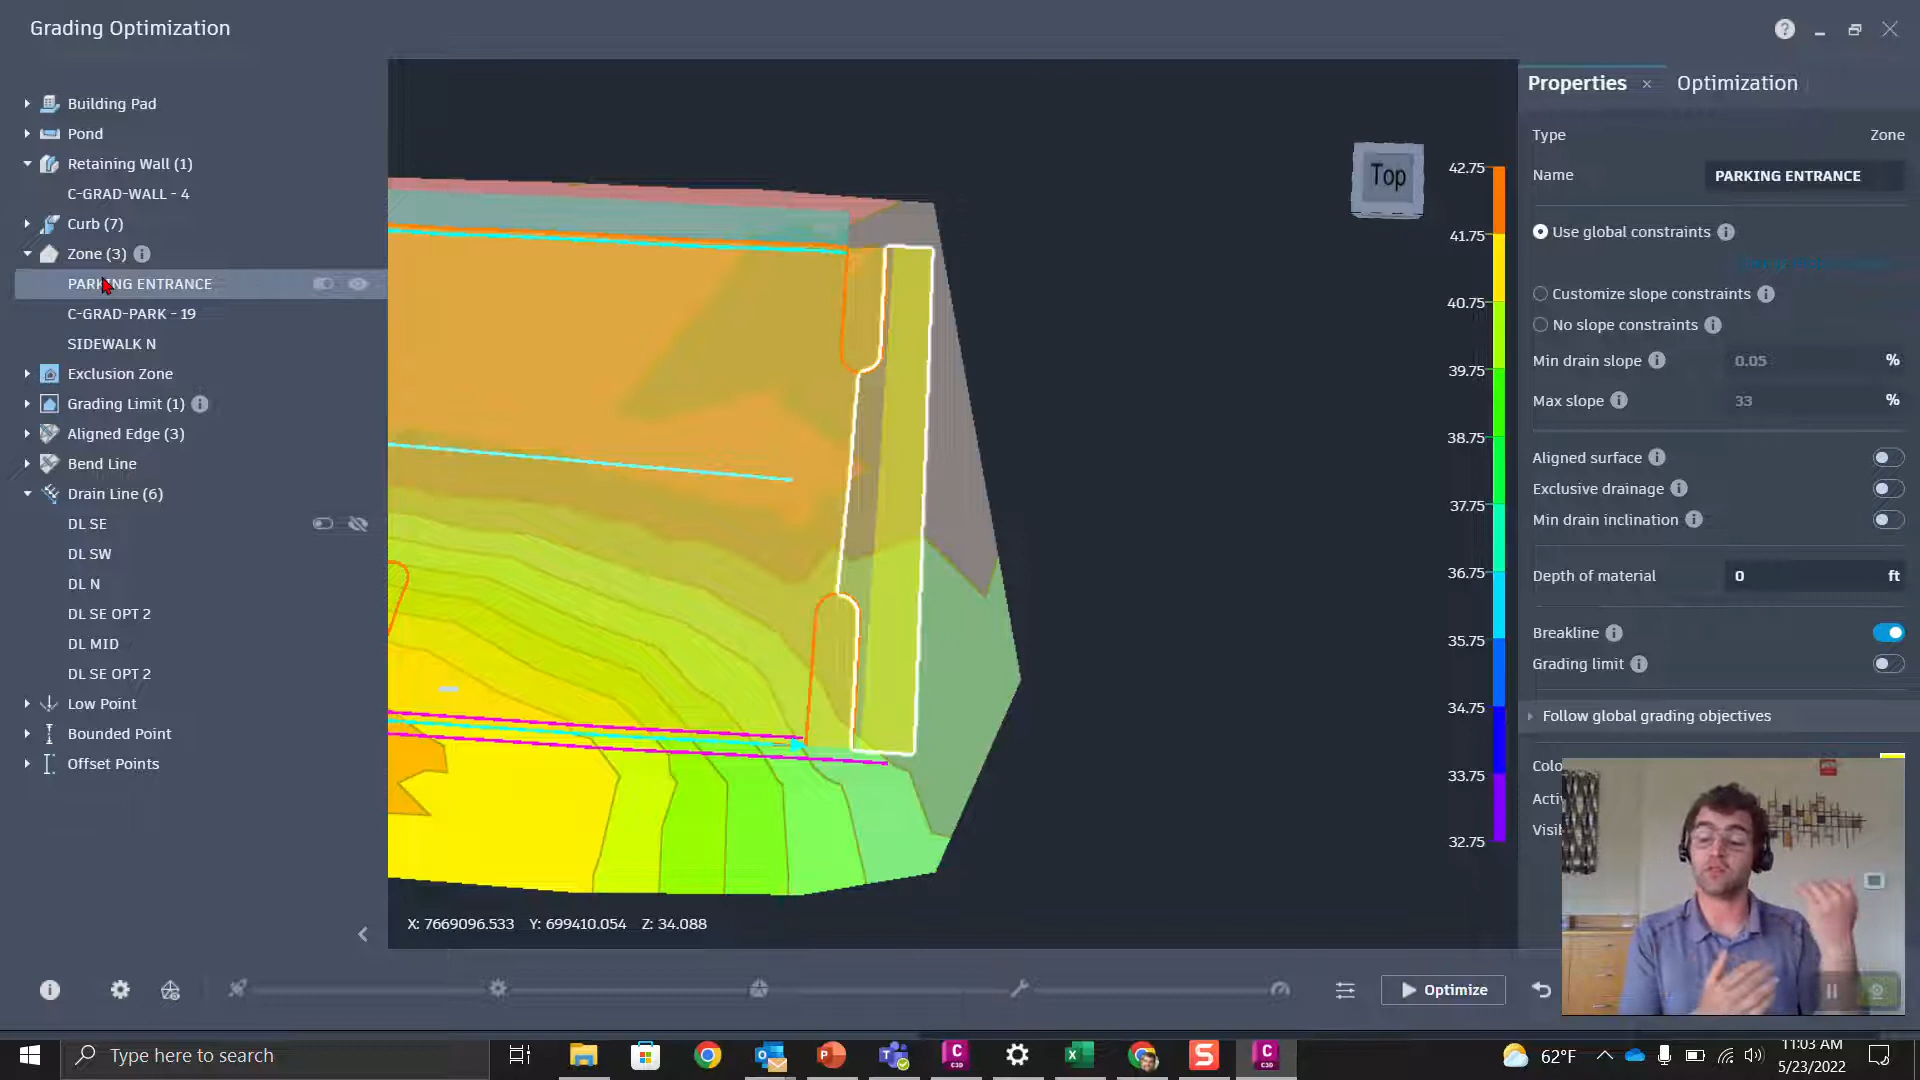 Grading Optimization
Building Pad
Pond
Retaining Wall (1)
C-GRAD-WALL - 4
Curb (7)
Zone (3)
PARKING ENTRANCE
C-GRAD-PARK - 19
SIDEWALK N
Exclusion Zone
Grading Limit (1)
Aligned Edge (3)
Bend Line
Drain Line (6)
DL SE
DL SW
DL N
DL SE OPT 2
DL MID
DL SE OPT 2
Low Point
Bounded Point
Offset Points
Top
42.75
41.75
40.75
39.75
38.75
37.75
36.75
35.75
34.75
33.75
32.75
X: 7669096.533 Y: 699410.054 Z: 34.088
Properties × Optimization
Type Zone
Name PARKING ENTRANCE
Use global constraints
Customize slope constraints
No slope constraints
Min drain slope 0.05 %
Max slope 33 %
Aligned surface
Exclusive drainage
Min drain inclination
Depth of material 0 ft
Breakline
Grading limit
Follow global grading objectives
Colo
Acti
Visi
Optimize
Type here to search
62°F
11:03 AM
5/23/2022